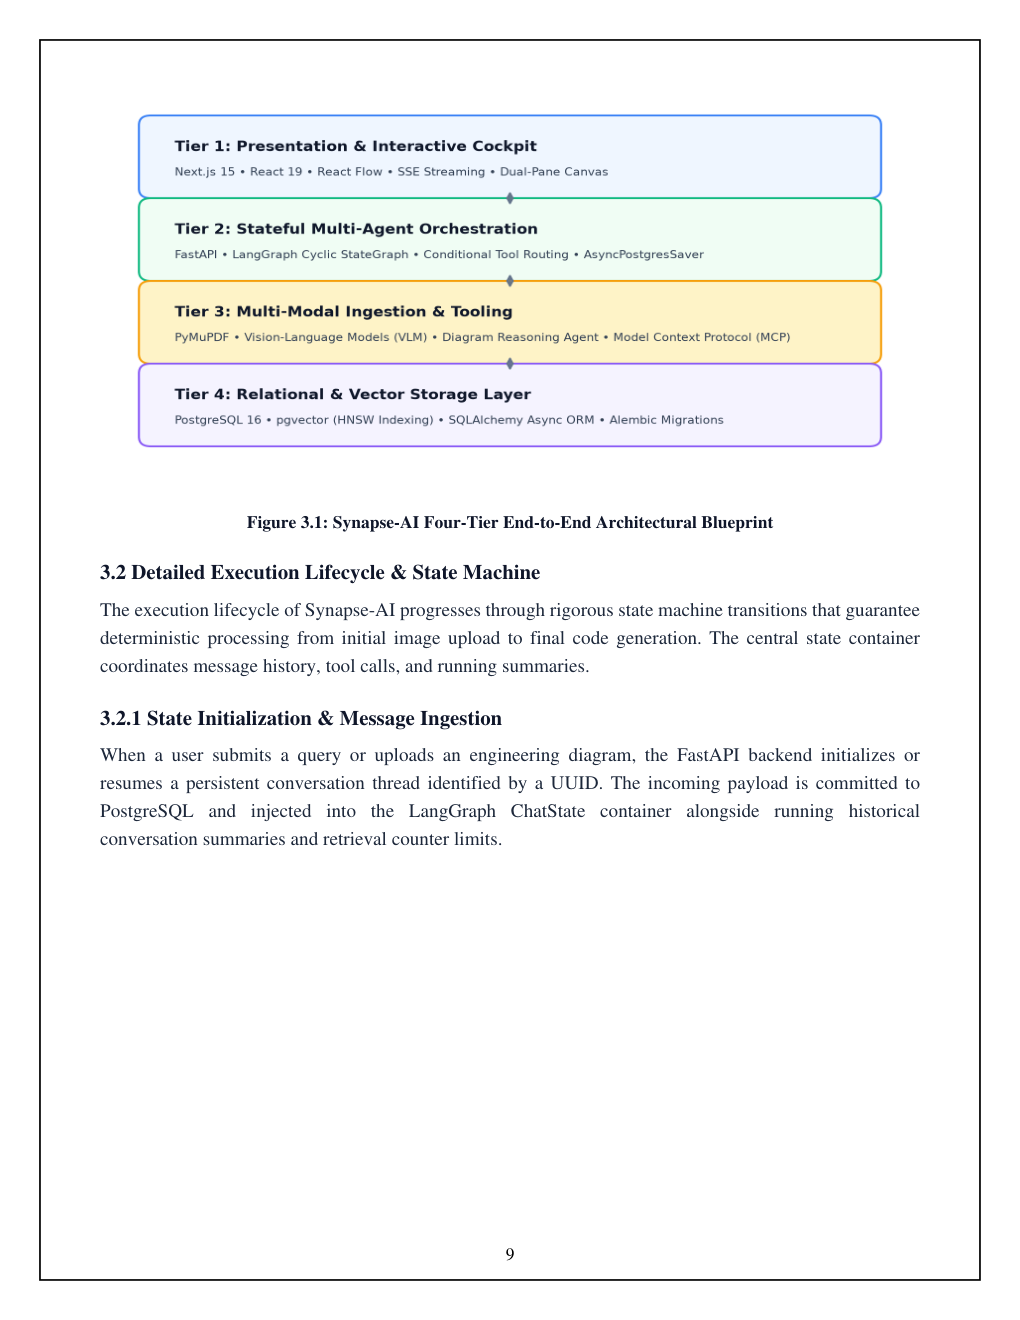 Tier 1: Presentation & Interactive Cockpit
Next.js 15 • React 19 • React Flow • SSE Streaming • Dual-Pane Canvas
Tier 2: Stateful Multi-Agent Orchestration
FastAPI • LangGraph Cyclic StateGraph • Conditional Tool Routing • AsyncPostgresSaver
Tier 3: Multi-Modal Ingestion & Tooling
PyMuPDF • Vision-Language Models (VLM) • Diagram Reasoning Agent • Model Context Protocol (MCP)
Tier 4: Relational & Vector Storage Layer
PostgreSQL 16 • pgvector (HNSW Indexing) • SQLAlchemy Async ORM • Alembic Migrations
Figure 3.1: Synapse-AI Four-Tier End-to-End Architectural Blueprint
3.2 Detailed Execution Lifecycle & State Machine
The execution lifecycle of Synapse-AI progresses through rigorous state machine transitions that guarantee
deterministic processing from initial image upload to final code generation. The central state container
coordinates message history, tool calls, and running summaries.
3.2.1 State Initialization & Message Ingestion
When a user submits a query or uploads an engineering diagram, the FastAPI backend initializes or
resumes a persistent conversation thread identified by a UUID. The incoming payload is committed to
PostgreSQL and injected into the LangGraph ChatState container alongside running historical
conversation summaries and retrieval counter limits.
9